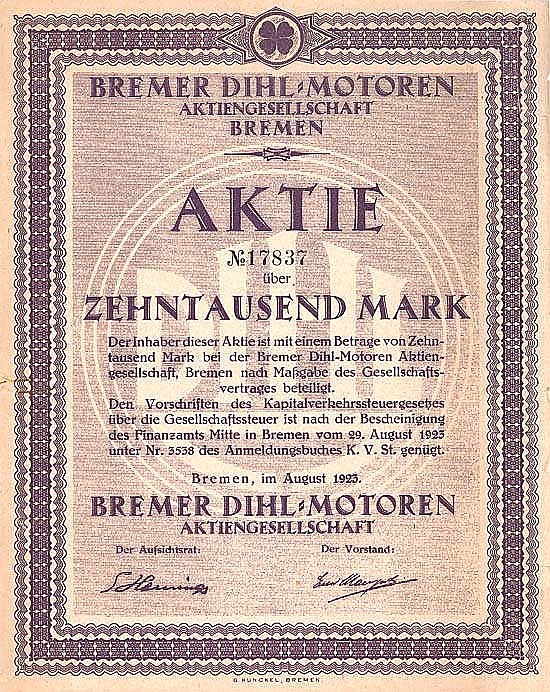 BREMER DIHL=MOTOREN
AKTIENGESELLSCHAFT
BREMEN
AKTIE
№17837
über
ZEHNTAUSEND MARK
Der Inhaber dieser Aktie ist mit einem Betrage von Zehn-
tausend Mark bei der Bremer Dihl-Motoren Aktien-
gesellschaft, Bremen nach Maßgabe des Gesellschafts-
vertrages beteiligt.
Den Vorschriften des Kapitalverkehrssteuergesetzes
über die Gesellschaftssteuer ist nach der Bescheinigung
des Finanzamts Mitte in Bremen vom 29. August 1923
unter Nr. 3538 des Anmeldungsbuches K. V. St. genügt.
Bremen, im August 1923.
BREMER DIHL=MOTOREN
AKTIENGESELLSCHAFT
Der Aufsichtsrat: Der Vorstand:
G. HUNCKEL, BREMEN.